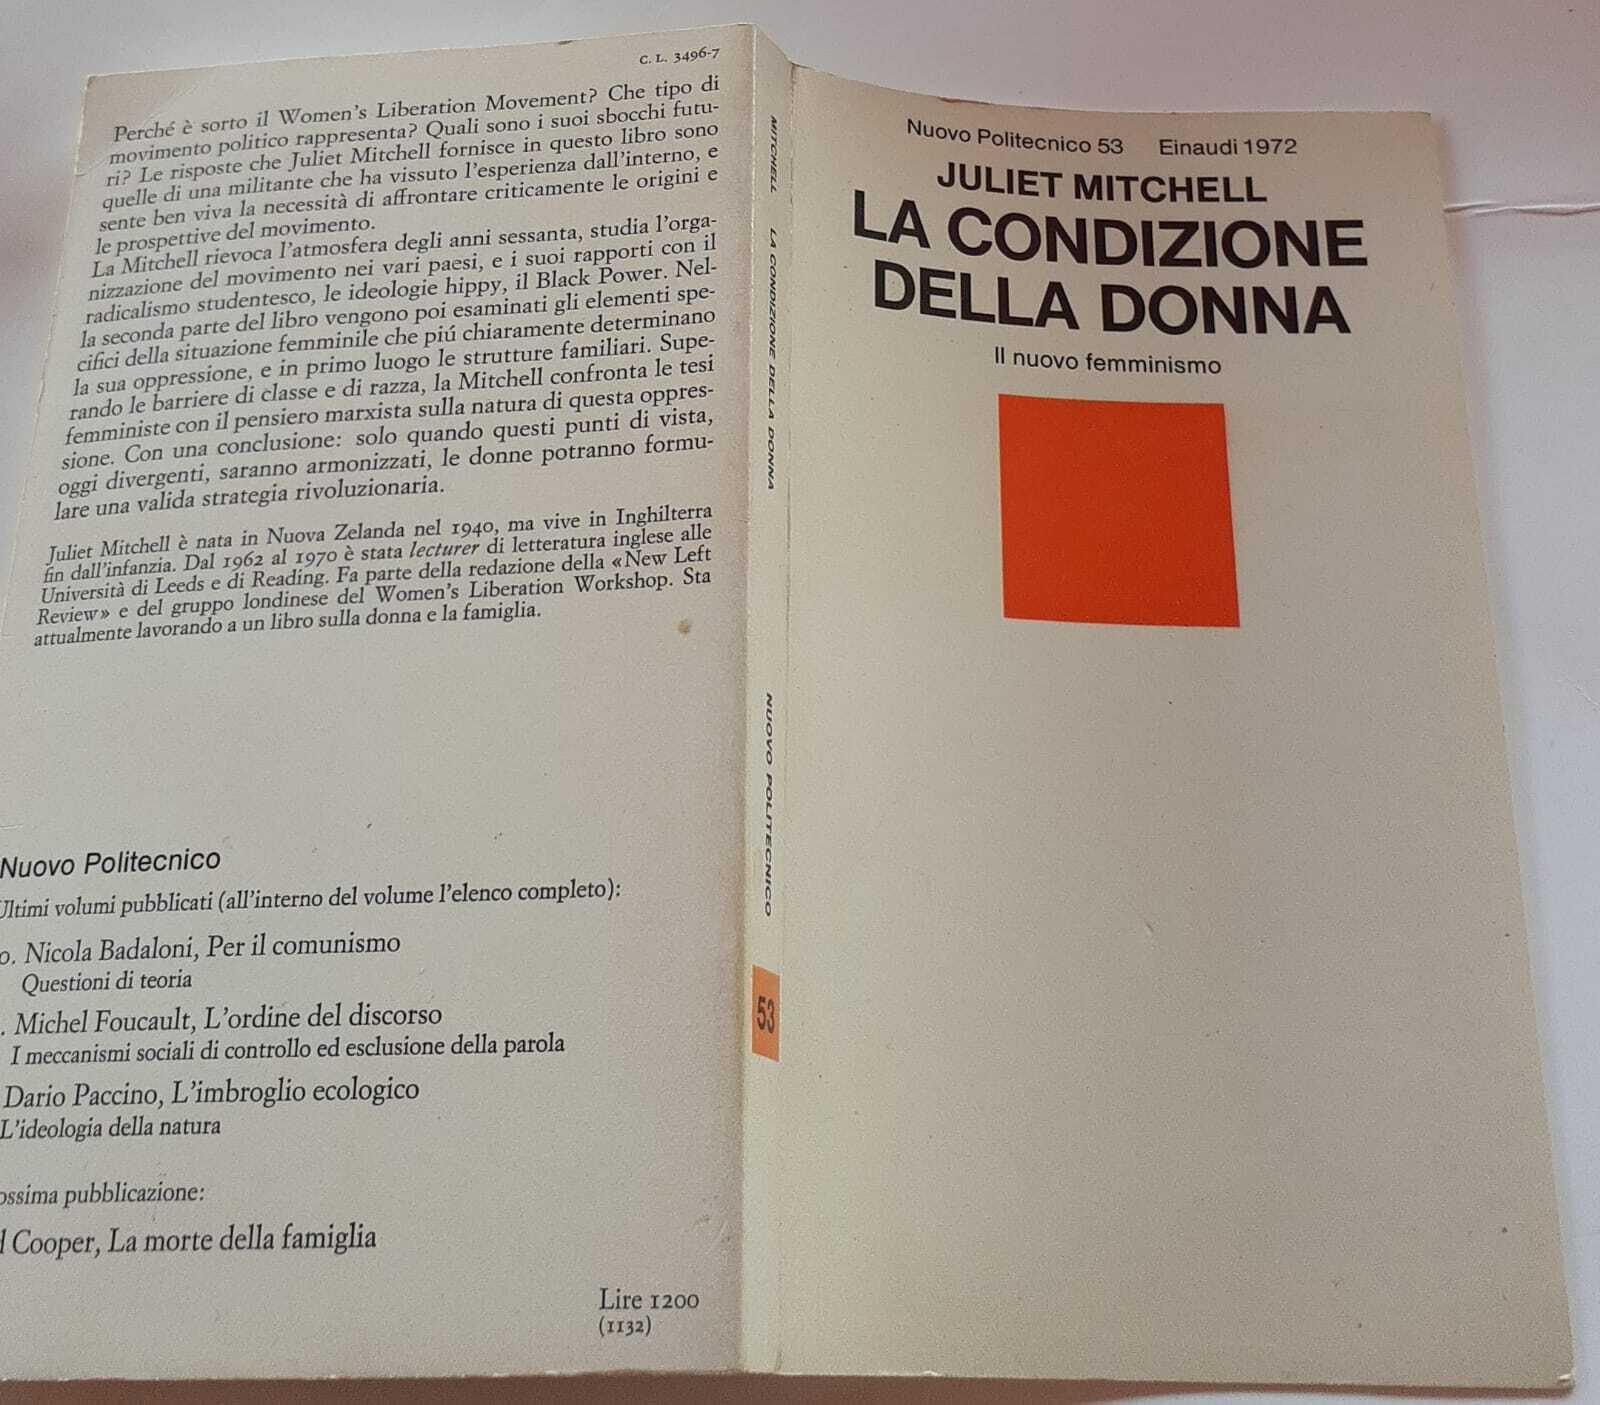 C. L. 3496-7
Perché è sorto il Women's Liberation Movement? Che tipo di
movimento politico rappresenta? Quali sono i suoi sbocchi futu-
ri? Le risposte che Juliet Mitchell fornisce in questo libro sono
quelle di una militante che ha vissuto l'esperienza dall'interno, e
sente ben viva la necessità di affrontare criticamente le origini e
le prospettive del movimento.
La Mitchell rievoca l'atmosfera degli anni sessanta, studia l'orga-
nizzazione del movimento nei vari paesi, e i suoi rapporti con il
radicalismo studentesco, le ideologie hippy, il Black Power. Nel-
la seconda parte del libro vengono poi esaminati gli elementi spe-
cifici della situazione femminile che piú chiaramente determinano
la sua oppressione, e in primo luogo le strutture familiari. Supe-
rando le barriere di classe e di razza, la Mitchell confronta le tesi
femministe con il pensiero marxista sulla natura di questa oppres-
sione. Con una conclusione: solo quando questi punti di vista,
oggi divergenti, saranno armonizzati, le donne potranno formu-
lare una valida strategia rivoluzionaria.
Juliet Mitchell è nata in Nuova Zelanda nel 1940, ma vive in Inghilterra
fin dall'infanzia. Dal 1962 al 1970 è stata lecturer di letteratura inglese alle
Università di Leeds e di Reading. Fa parte della redazione della «New Left
Review» e del gruppo londinese del Women's Liberation Workshop. Sta
attualmente lavorando a un libro sulla donna e la famiglia.
Nuovo Politecnico
Ultimi volumi pubblicati (all'interno del volume l'elenco completo):
0. Nicola Badaloni, Per il comunismo
Questioni di teoria
. Michel Foucault, L'ordine del discorso
I meccanismi sociali di controllo ed esclusione della parola
Dario Paccino, L'imbroglio ecologico
L'ideologia della natura
ossima pubblicazione:
d Cooper, La morte della famiglia
Lire 1200
(1132)
MITCHELL LA CONDIZIONE DELLA DONNA
NUOVO POLITECNICO
53
Nuovo Politecnico 53 Einaudi 1972
JULIET MITCHELL
LA CONDIZIONE
DELLA DONNA
Il nuovo femminismo